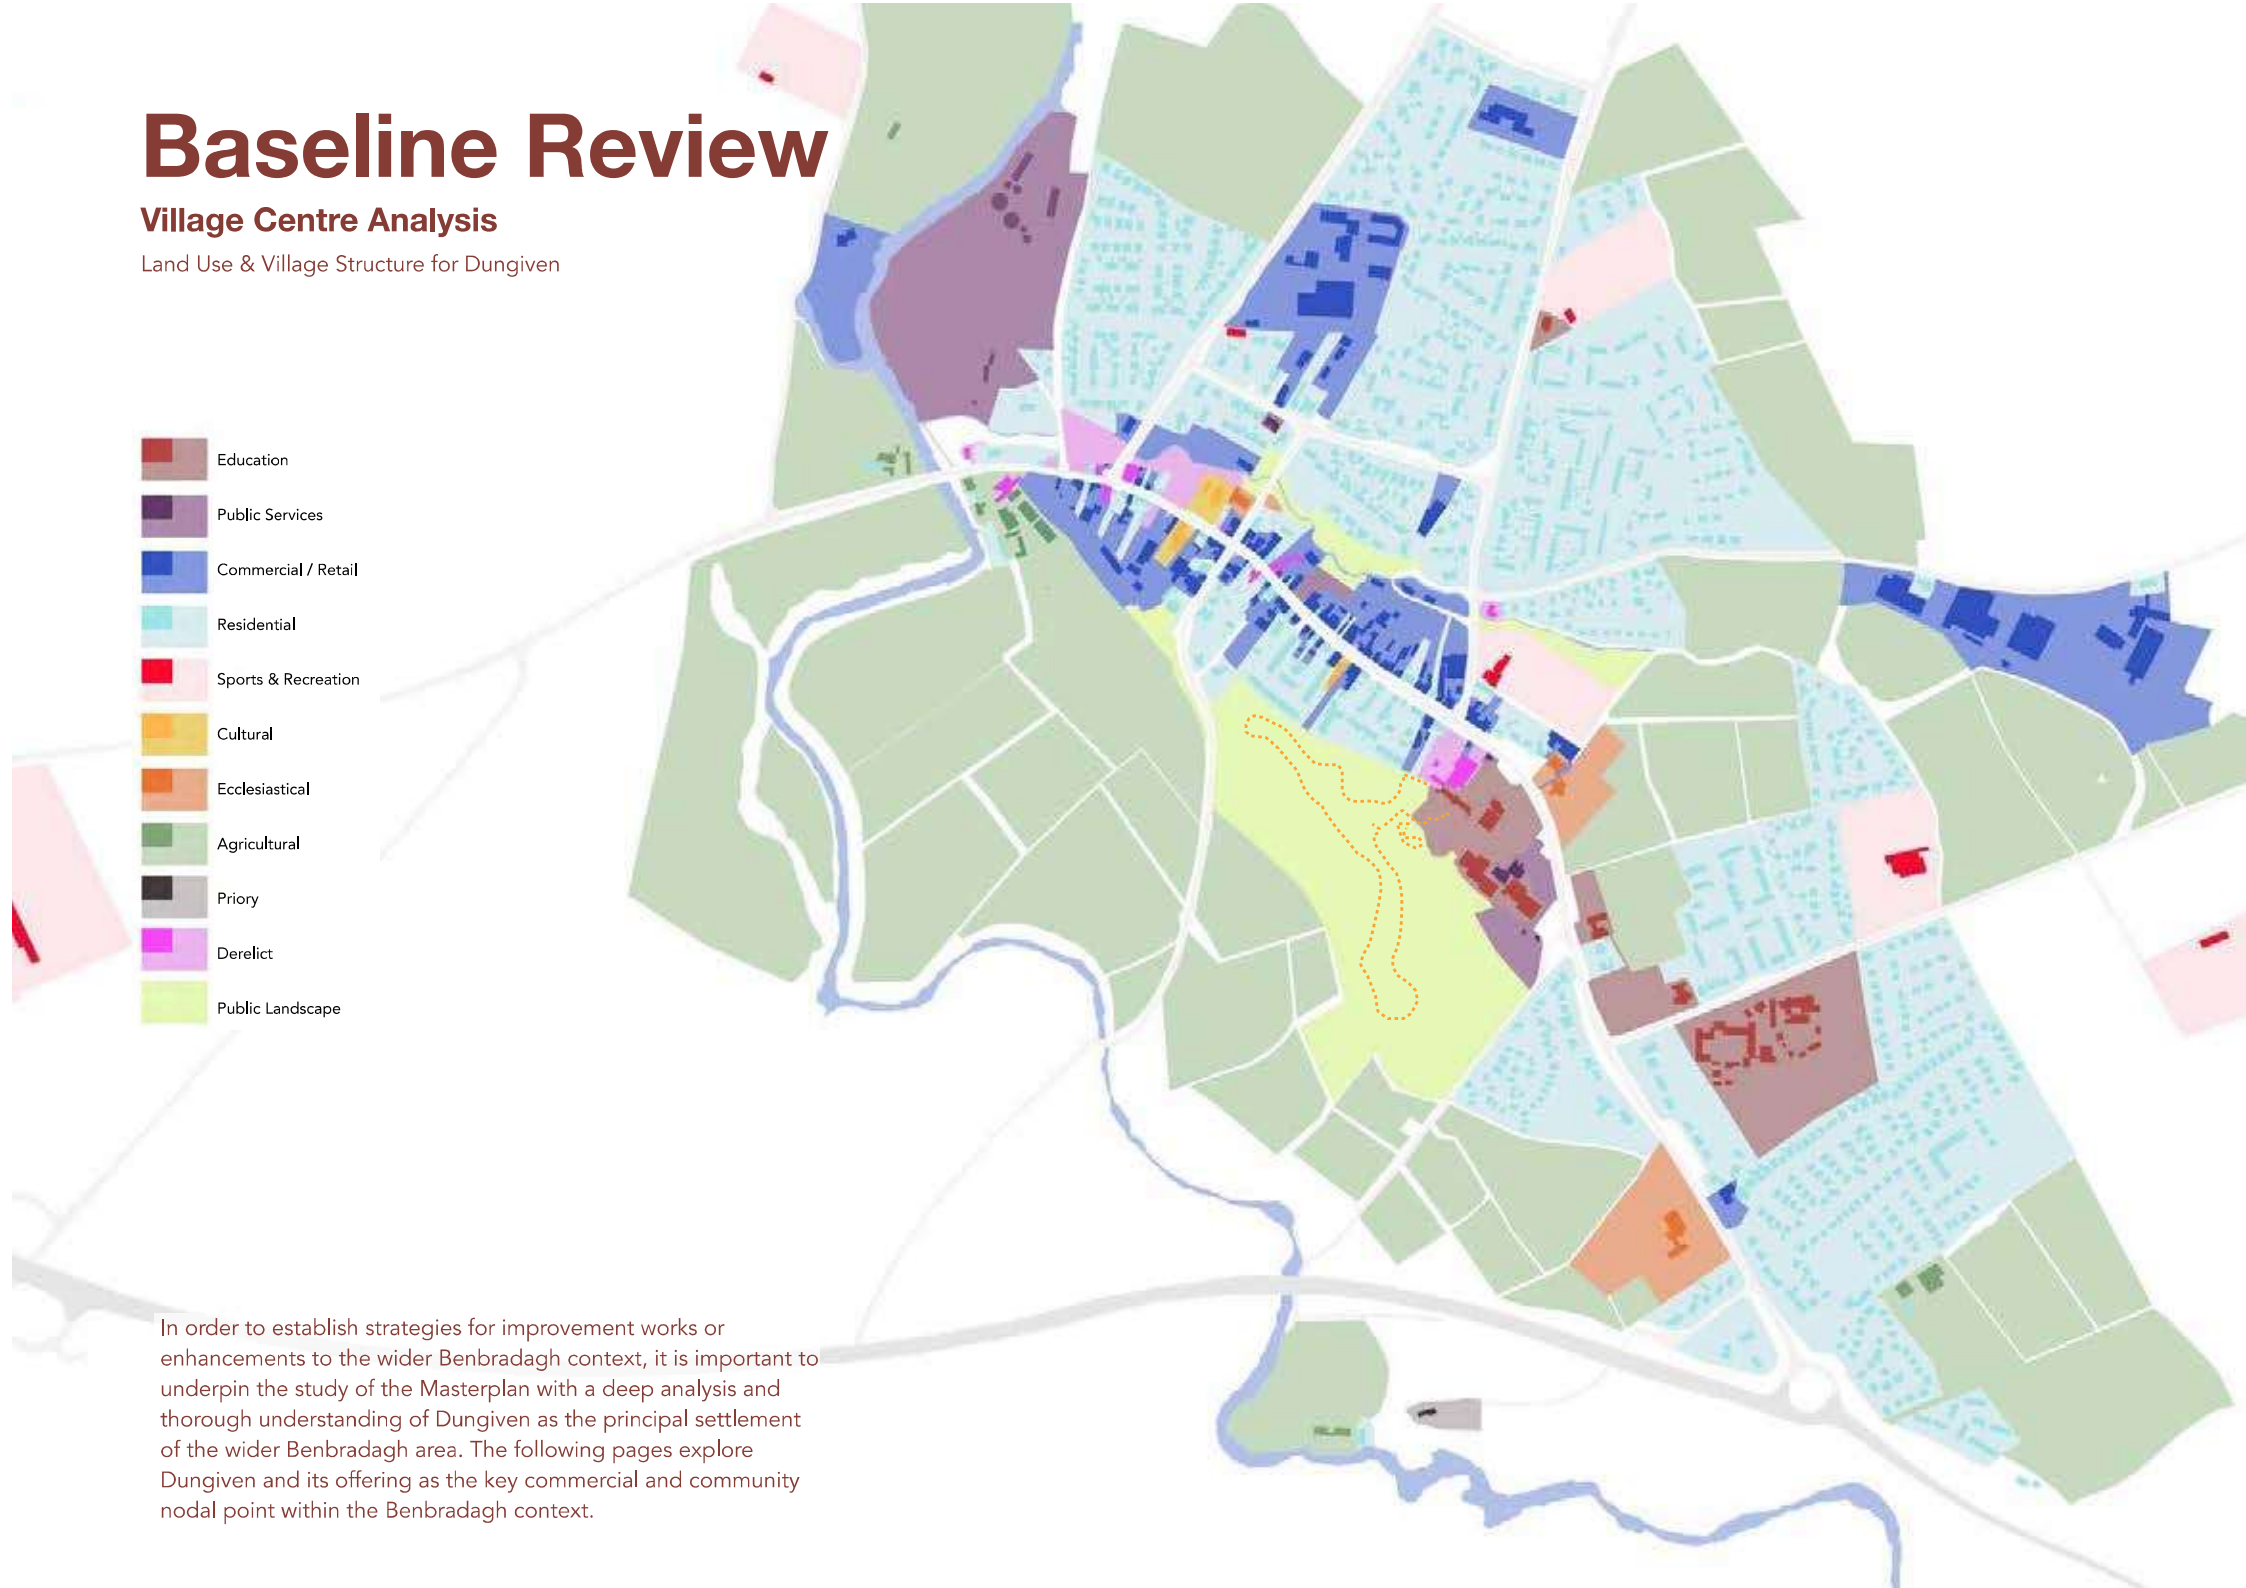 Baseline Review
Village Centre Analysis
Land Use & Village Structure for Dungiven
Education
Public Services
Commercial / Retail
Residential
Sports & Recreation
Cultural
Ecclesiastical
Agricultural
Priory
Derelict
Public Landscape
In order to establish strategies for improvement works or
enhancements to the wider Benbradagh context, it is important to
underpin the study of the Masterplan with a deep analysis and
thorough understanding of Dungiven as the principal settlement
of the wider Benbradagh area. The following pages explore
Dungiven and its offering as the key commercial and community
nodal point within the Benbradagh context.